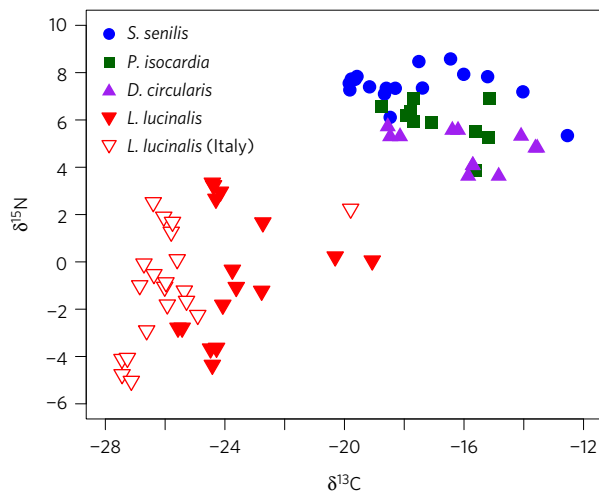 S. senilis
P. isocardia
D. circularis
L. lucinalis
L. lucinalis (Italy)
δ15N
8
6
4
2
0
−2
−4
−6
−28 −24 −20 −16 −12
δ13C